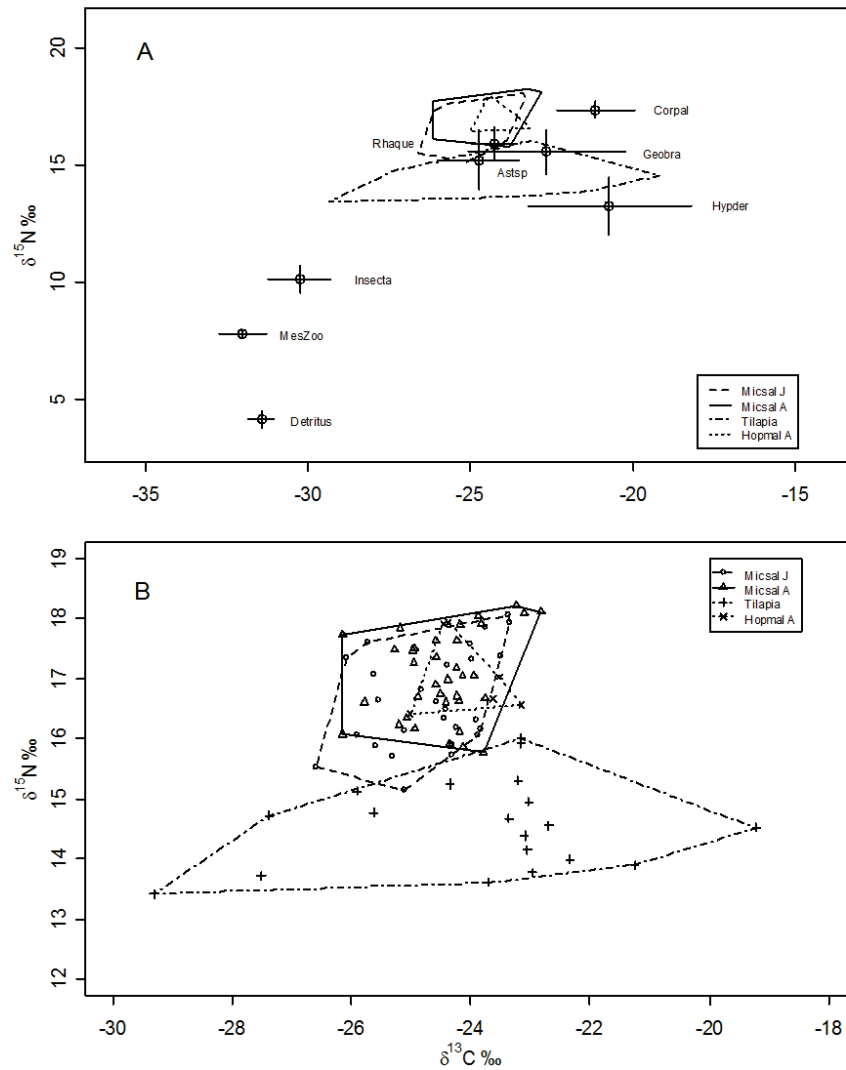 A
20
15
10
5
δ15N ‰
Corpal
Rhaque
Geobra
Astsp
Hypder
Insecta
MesZoo
Detritus
Micsal J
Micsal A
Tilapia
Hopmal A
-35 -30 -25 -20 -15
B
19
18
17
16
15
14
13
12
δ15N ‰
Micsal J
Micsal A
Tilapia
Hopmal A
-30 -28 -26 -24 -22 -20 -18
δ13C ‰